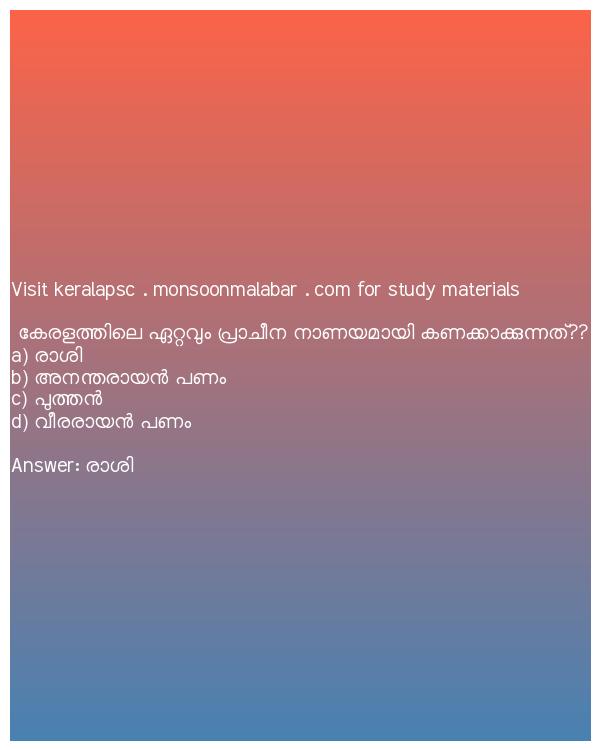 Visit keralapsc . monsoonmalabar . com for study materials
കേരളത്തിലെ ഏറ്റവും പ്രാചീന നാണയമായി കണക്കാക്കുന്നത്??
a) രാശി
b) അനന്തരായൻ പണം
c) പുത്തൻ
d) വീരരായൻ പണം
Answer: രാശി